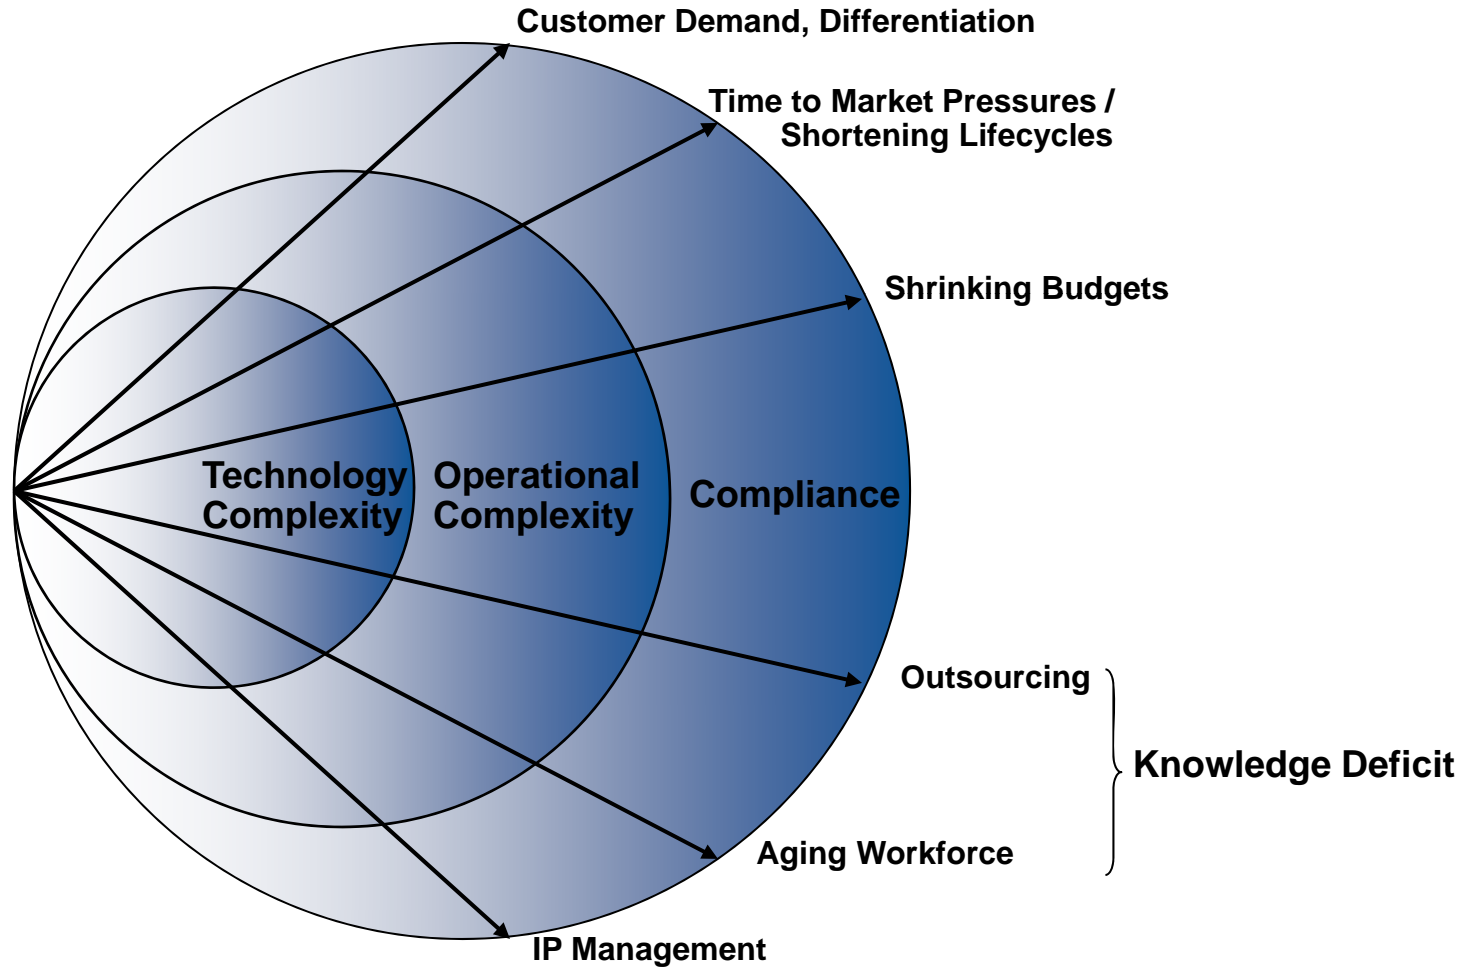 Customer Demand, Differentiation
Time to Market Pressures /
Shortening Lifecycles
Shrinking Budgets
Technology
Complexity
Operational
Complexity
Compliance
Outsourcing
Knowledge Deficit
Aging Workforce
IP Management